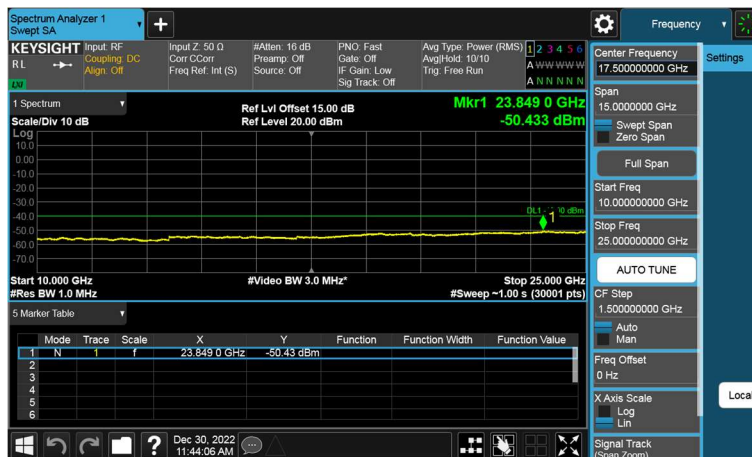 Spectrum Analyzer 1
Swept SA
Frequency
KEYSIGHT
RL
LXI
Input: RF
Coupling: DC
Align: Off
Input Z: 50 Ω
Corr CCorr
Freq Ref: Int (S)
#Atten: 16 dB
Preamp: Off
Source: Off
PNO: Fast
Gate: Off
IF Gain: Low
Sig Track: Off
Avg Type: Power (RMS)
Avg|Hold: 10/10
Trig: Free Run
1 2 3 4 5 6
A W W W W W
A N N N N N
1 Spectrum
Scale/Div 10 dB
Ref Lvl Offset 15.00 dB
Ref Level 20.00 dBm
Mkr1 23.849 0 GHz
-50.433 dBm
Log
10.0
0.00
-10.0
-20.0
-30.0
-40.0
-50.0
-60.0
-70.0
1
Start 10.000 GHz
#Res BW 1.0 MHz
#Video BW 3.0 MHz*
Stop 25.000 GHz
#Sweep ~1.00 s (30001 pts)
5 Marker Table
Mode Trace Scale X Y Function Function Width Function Value
1 N 1 f 23.849 0 GHz -50.43 dBm
2
3
4
5
6
?
Dec 30, 2022
11:44:06 AM
Center Frequency
17.500000000 GHz
Span
15.0000000 GHz
Swept Span
Zero Span
Full Span
Start Freq
10.000000000 GHz
Stop Freq
25.000000000 GHz
AUTO TUNE
CF Step
1.500000000 GHz
Auto
Man
Freq Offset
0 Hz
X Axis Scale
Log
Lin
Signal Track
(Span Zoom)
Settings
Local